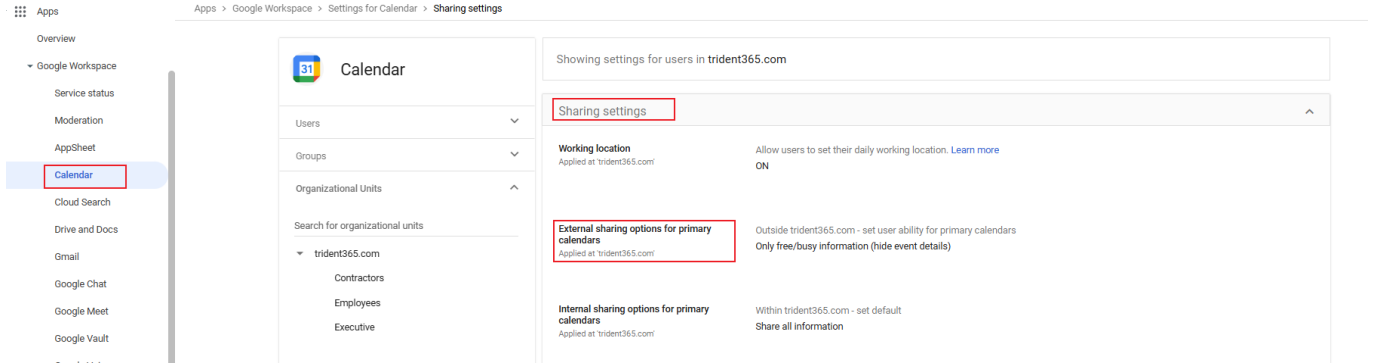 Apps
Overview
Google Workspace
Service status
Moderation
AppSheet
Calendar
Cloud Search
Drive and Docs
Gmail
Google Chat
Google Meet
Google Vault
Apps > Google Workspace > Settings for Calendar > Sharing settings
31
Calendar
Users
Groups
Organizational Units
Search for organizational units
trident365.com
Contractors
Employees
Executive
Showing settings for users in trident365.com
Sharing settings
Working location
Applied at 'trident365.com'
Allow users to set their daily working location. Learn more
ON
External sharing options for primary
calendars
Applied at 'trident365.com'
Outside trident365.com - set user ability for primary calendars
Only free/busy information (hide event details)
Internal sharing options for primary
calendars
Applied at 'trident365.com'
Within trident365.com - set default
Share all information